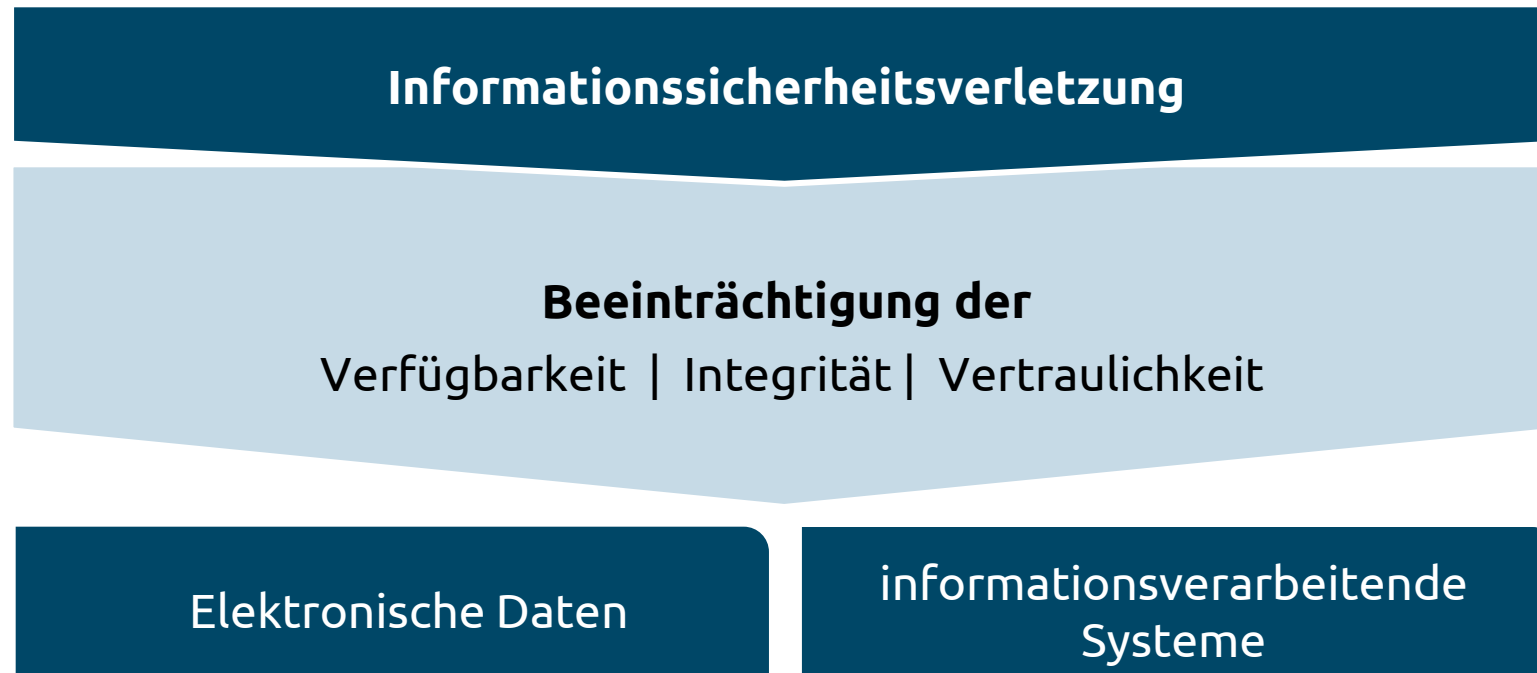 Informationssicherheitsverletzung
Beeinträchtigung der
Verfügbarkeit | Integrität | Vertraulichkeit
Elektronische Daten
informationsverarbeitende
Systeme